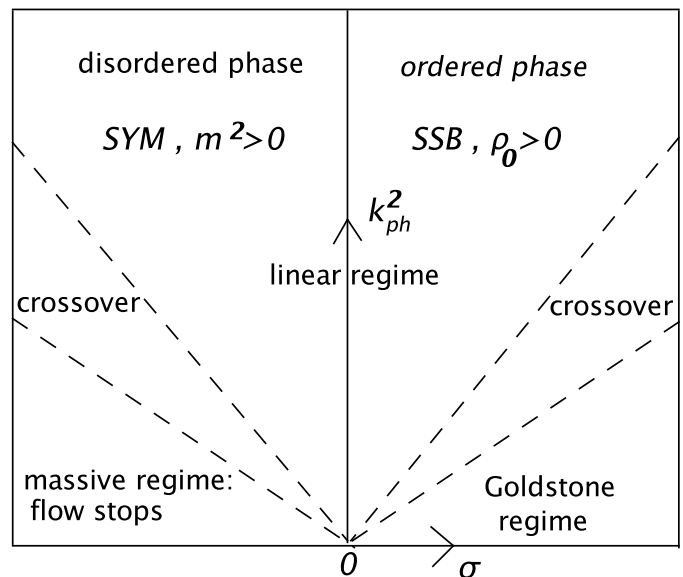 disordered phase
ordered phase
SYM , m²>0
SSB , ρ₀>0
k²ph
linear regime
crossover
crossover
massive regime:
flow stops
Goldstone
regime
0
σ